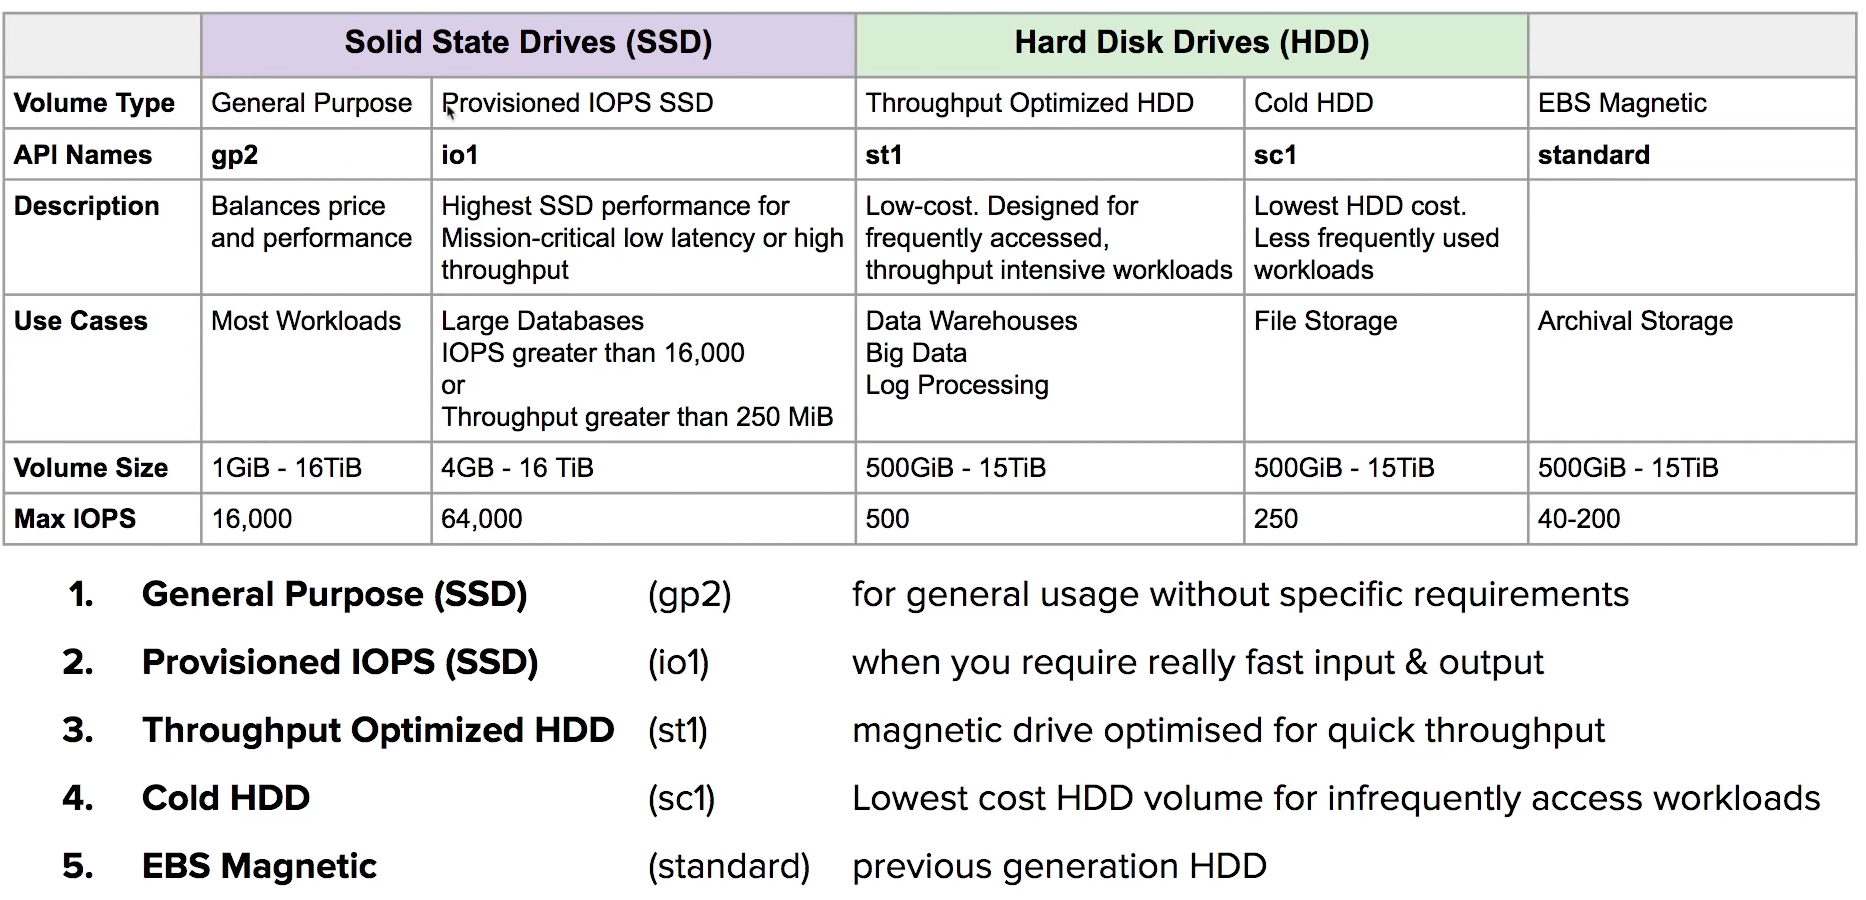 Solid State Drives (SSD) Hard Disk Drives (HDD)
Volume Type General Purpose Provisioned IOPS SSD Throughput Optimized HDD Cold HDD EBS Magnetic
API Names gp2 io1 st1 sc1 standard
Description Balances price Highest SSD performance for Low-cost. Designed for Lowest HDD cost.
and performance Mission-critical low latency or high frequently accessed, Less frequently used
throughput throughput intensive workloads workloads
Use Cases Most Workloads Large Databases Data Warehouses File Storage Archival Storage
IOPS greater than 16,000 Big Data
or Log Processing
Throughput greater than 250 MiB
Volume Size 1GiB - 16TiB 4GB - 16 TiB 500GiB - 15TiB 500GiB - 15TiB 500GiB - 15TiB
Max IOPS 16,000 64,000 500 250 40-200
1. General Purpose (SSD) (gp2) for general usage without specific requirements
2. Provisioned IOPS (SSD) (io1) when you require really fast input & output
3. Throughput Optimized HDD (st1) magnetic drive optimised for quick throughput
4. Cold HDD (sc1) Lowest cost HDD volume for infrequently access workloads
5. EBS Magnetic (standard) previous generation HDD